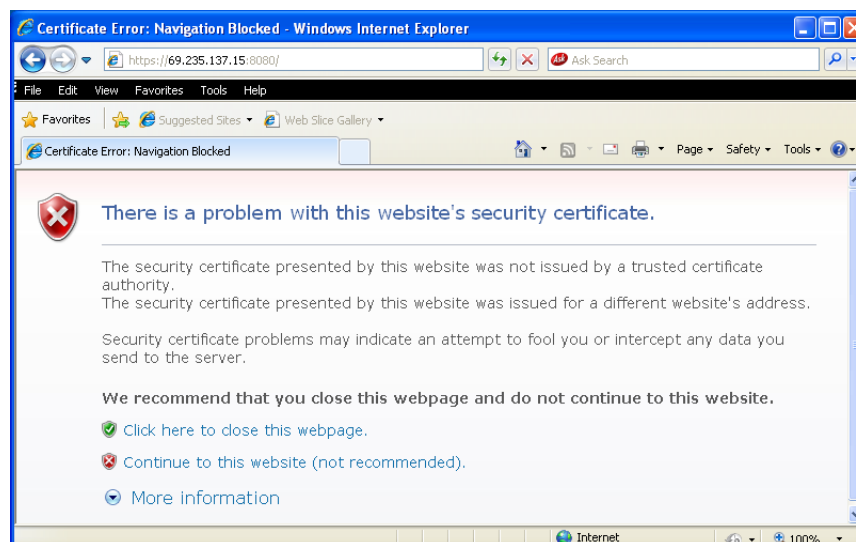 Certificate Error: Navigation Blocked - Windows Internet Explorer
https://69.235.137.15:8080/
Ask Ask Search
File Edit View Favorites Tools Help
Favorites Suggested Sites Web Slice Gallery
Certificate Error: Navigation Blocked Page Safety Tools
There is a problem with this website's security certificate.
The security certificate presented by this website was not issued by a trusted certificate
authority.
The security certificate presented by this website was issued for a different website's address.
Security certificate problems may indicate an attempt to fool you or intercept any data you
send to the server.
We recommend that you close this webpage and do not continue to this website.
Click here to close this webpage.
Continue to this website (not recommended).
More information
Internet 100%